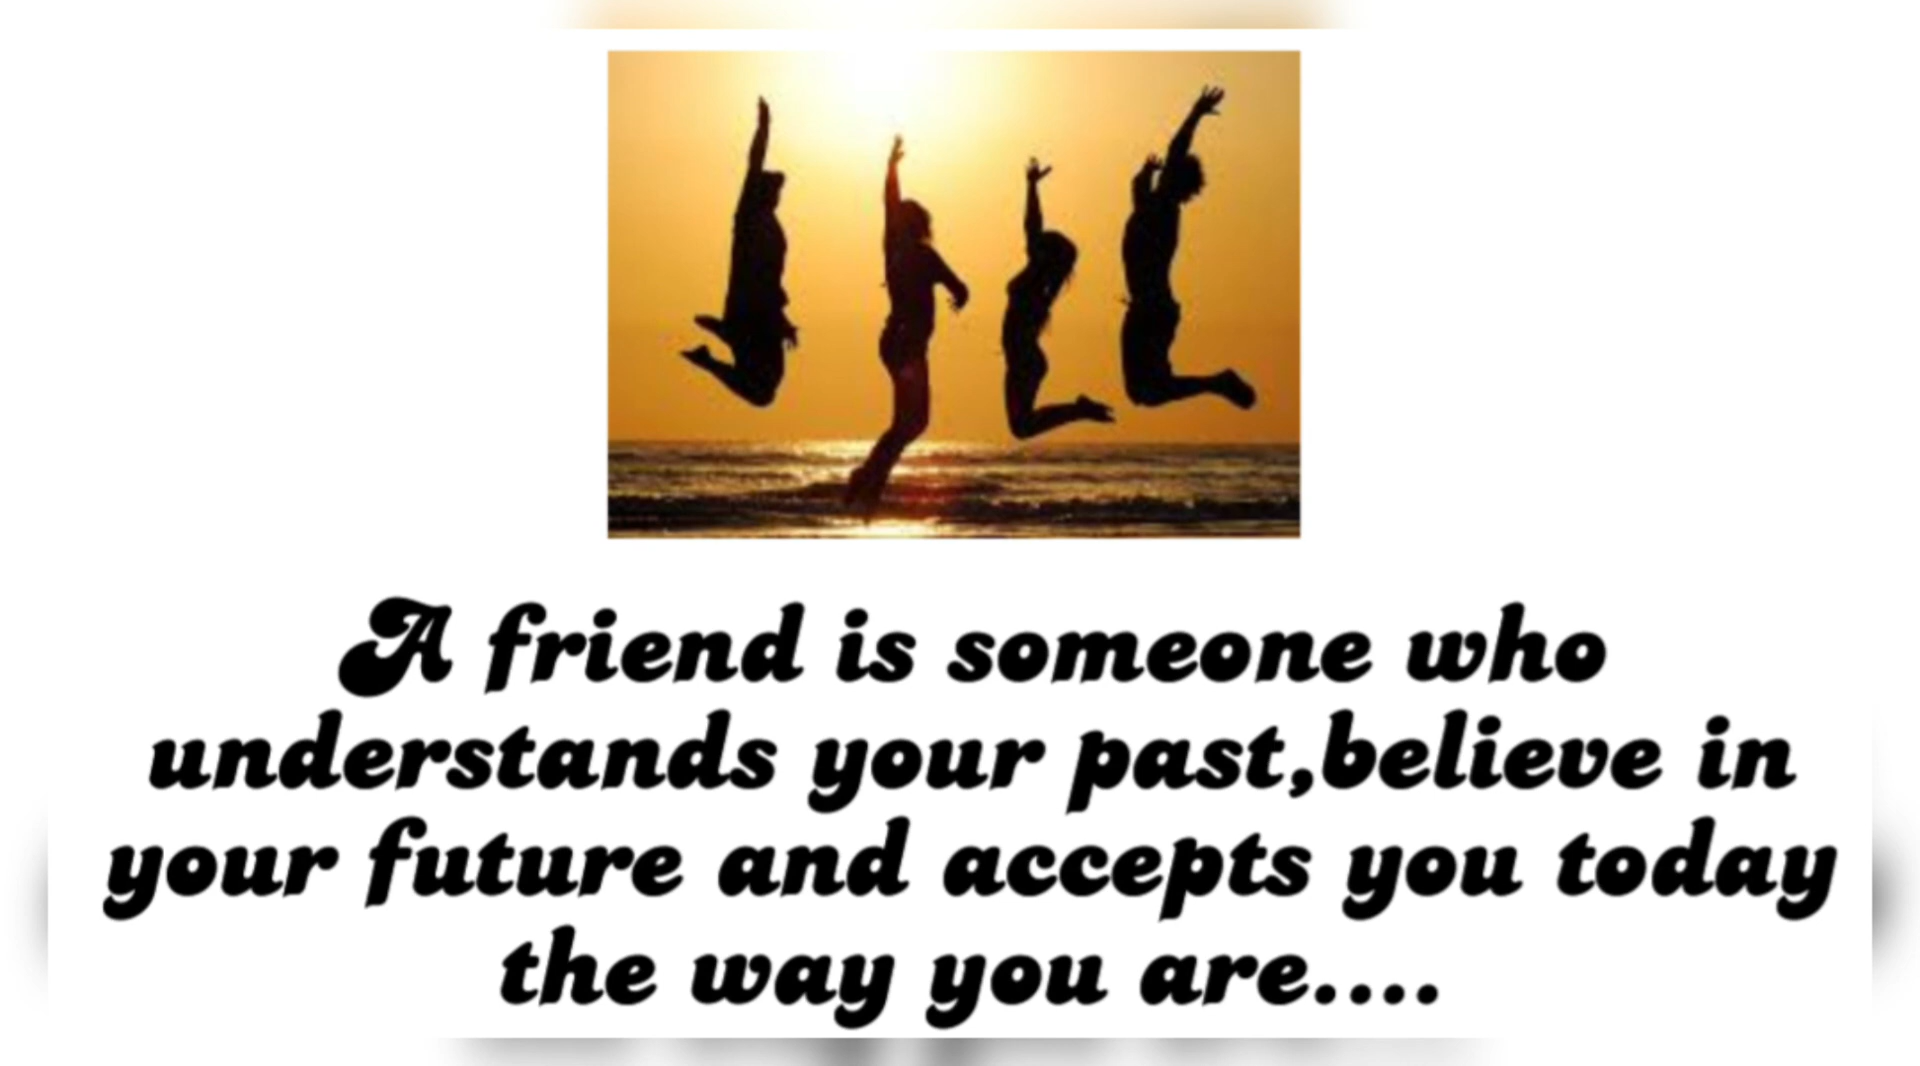 A friend is someone who
understands your past,believe in
your future and accepts you today
the way you are....